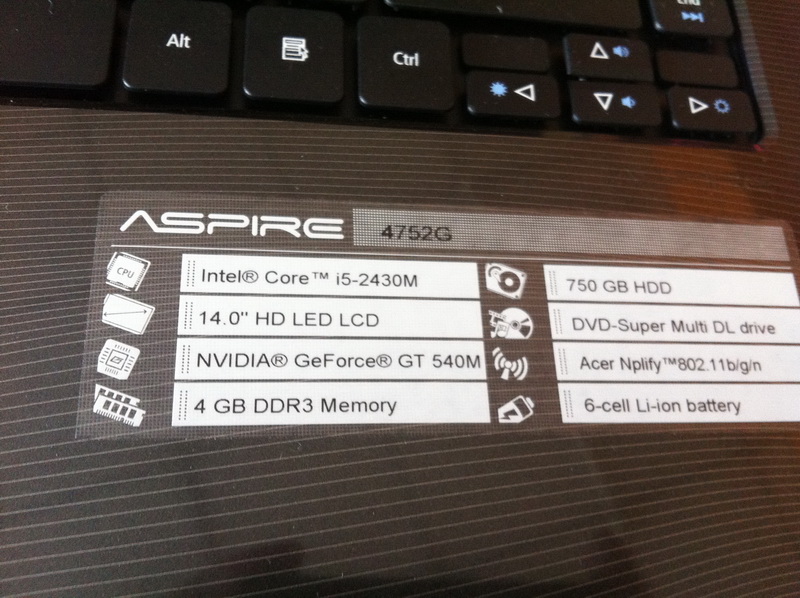 End
Alt
Ctrl
ASPIRE 4752G
CPU
Intel® Core™ i5-2430M
14.0" HD LED LCD
NVIDIA® GeForce® GT 540M
4 GB DDR3 Memory
750 GB HDD
DVD-Super Multi DL drive
Acer Nplify™802.11b/g/n
6-cell Li-ion battery